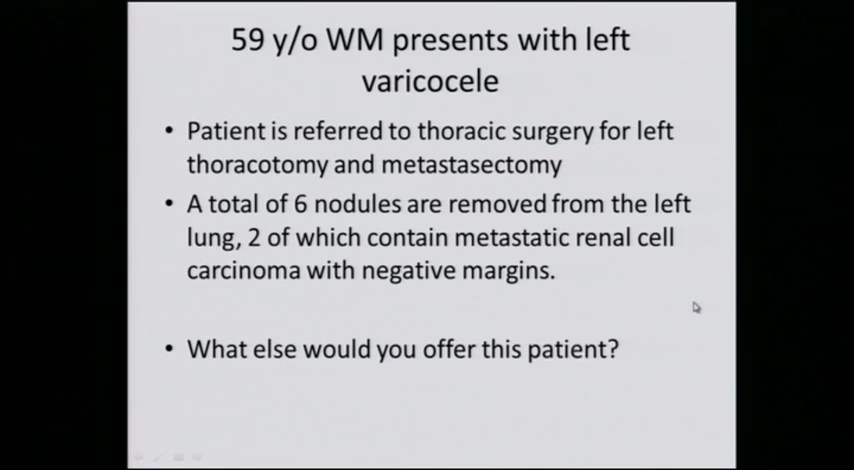 59 y/o WM presents with left
varicocele
• Patient is referred to thoracic surgery for left
thoracotomy and metastasectomy
• A total of 6 nodules are removed from the left
lung, 2 of which contain metastatic renal cell
carcinoma with negative margins.
• What else would you offer this patient?